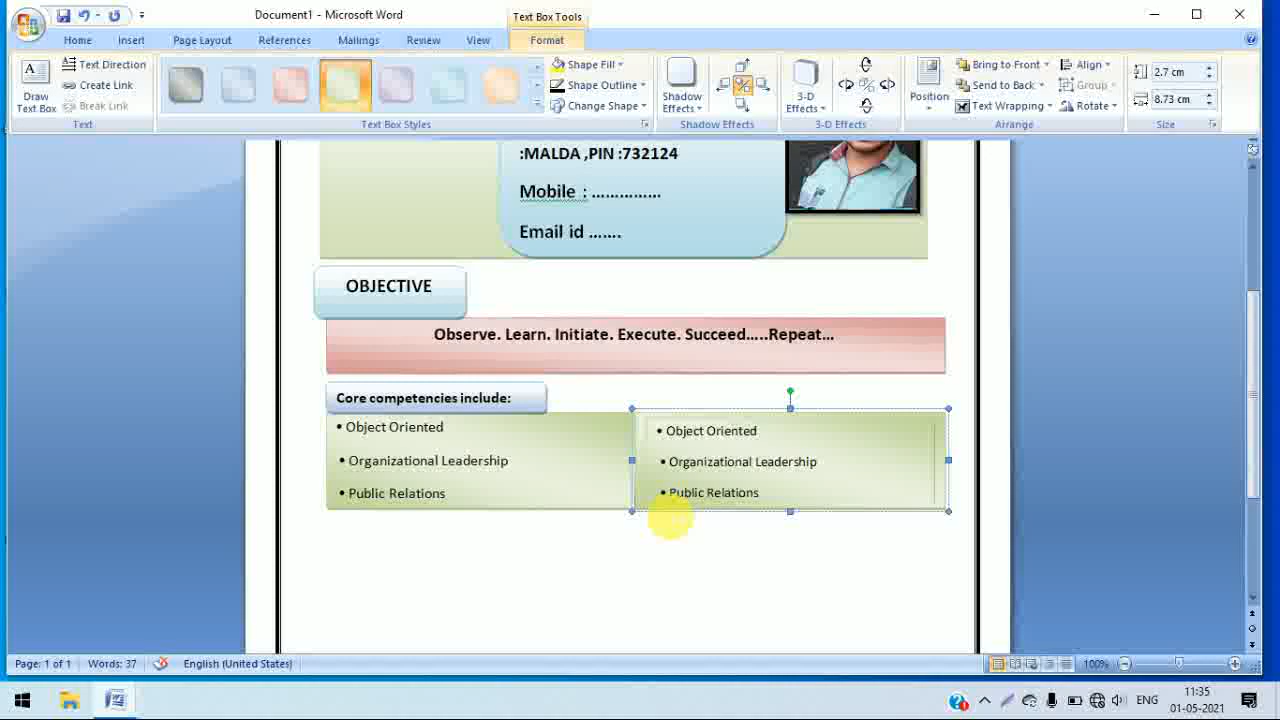 Document1 - Microsoft Word
Text Box Tools
Home Insert Page Layout References Mailings Review View Format
Draw Text Box
Text Direction
Create Link
Break Link
Text
Text Box Styles
Shape Fill
Shape Outline
Change Shape
Shadow Effects
Shadow Effects
3-D Effects
3-D Effects
Position
Bring to Front
Send to Back
Text Wrapping
Align
Group
Rotate
Arrange
2.7 cm
8.73 cm
Size
:MALDA ,PIN :732124
Mobile : ……………
Email id …….
OBJECTIVE
Observe. Learn. Initiate. Execute. Succeed…..Repeat…
Core competencies include:
• Object Oriented
• Organizational Leadership
• Public Relations
• Object Oriented
• Organizational Leadership
• Public Relations
Page: 1 of 1 Words: 37 English (United States) 100%
ENG
11:35
01-05-2021